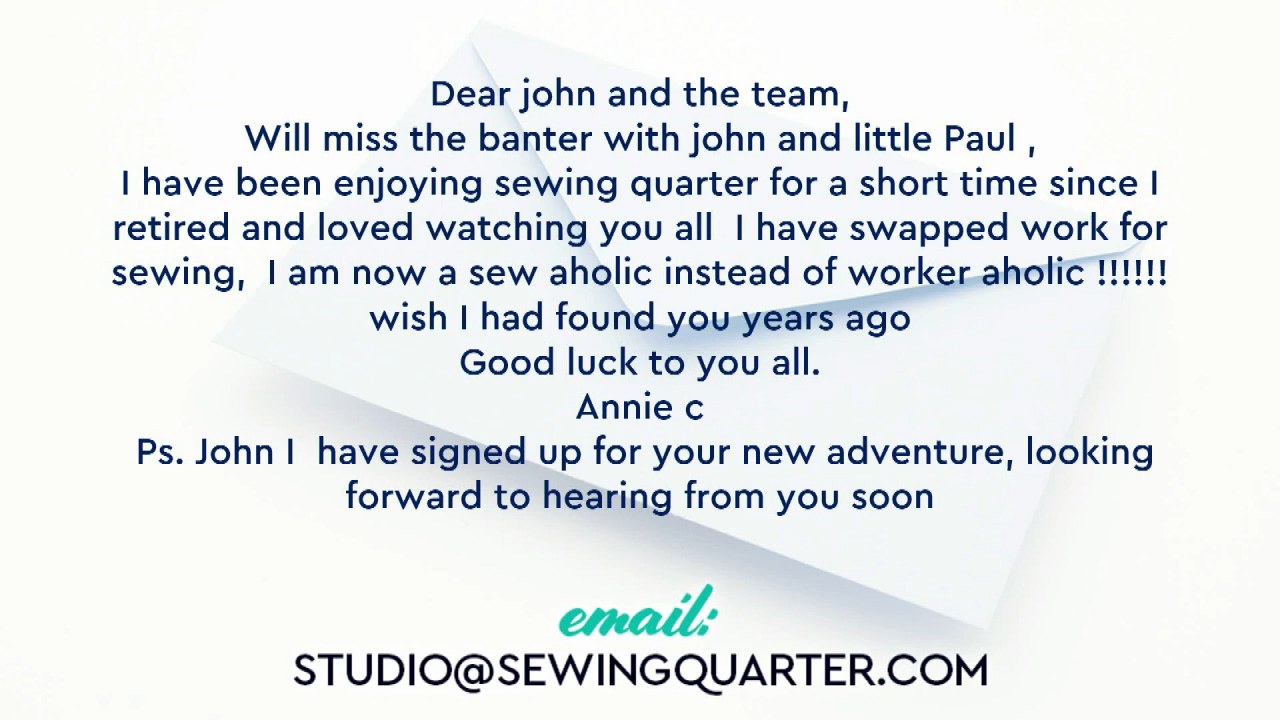 Dear john and the team,
Will miss the banter with john and little Paul ,
I have been enjoying sewing quarter for a short time since I
retired and loved watching you all  I have swapped work for
sewing,  I am now a sew aholic instead of worker aholic !!!!!!
wish I had found you years ago
Good luck to you all.
Annie c
Ps. John I  have signed up for your new adventure, looking
forward to hearing from you soon
email:
STUDIO@SEWINGQUARTER.COM